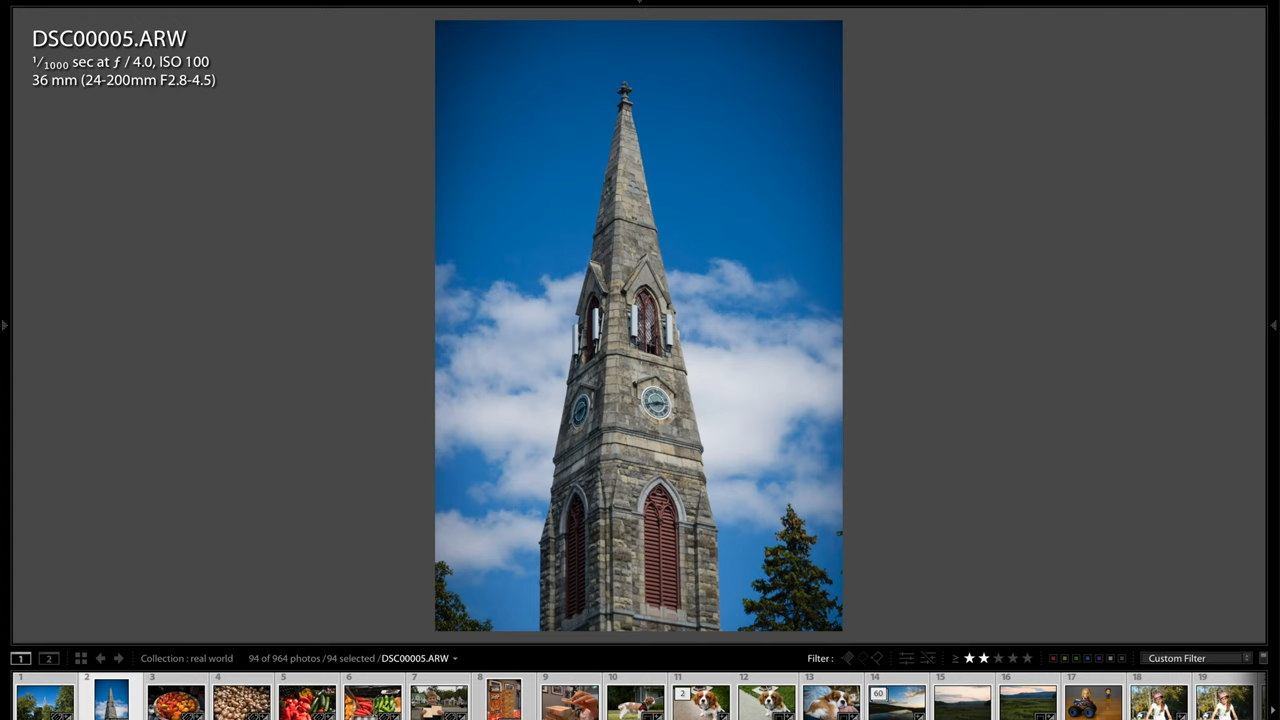 DSC00005.ARW
1/1000 sec at ƒ / 4.0, ISO 100
36 mm (24-200mm F2.8-4.5)
1 2 Collection : real world 94 of 964 photos /94 selected /DSC00005.ARW Filter : ≥ ★★★★★ Custom Filter
1 2 3 4 5 6 7 8 9 10 11 12 13 14 15 16 17 18 19
2 60